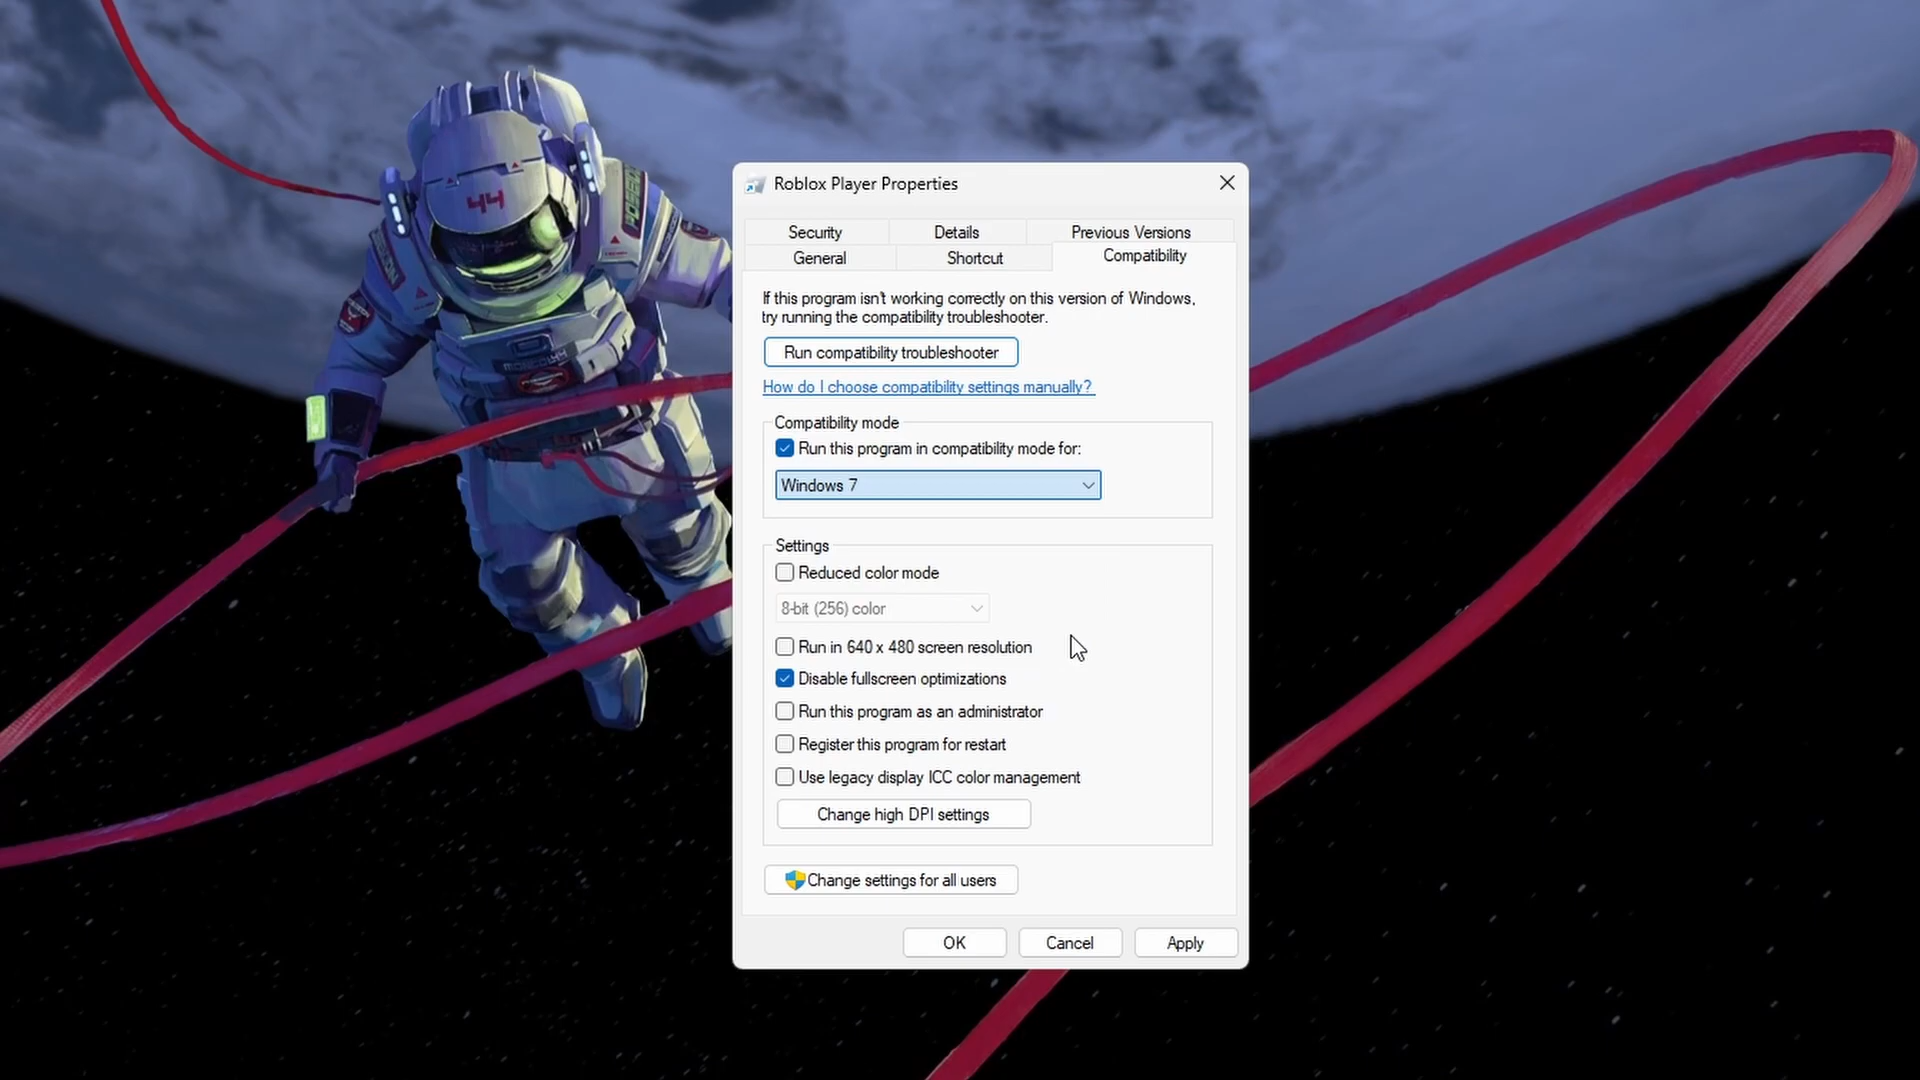 44
Roblox Player Properties
Security
Details
Previous Versions
General
Shortcut
Compatibility
If this program isn't working correctly on this version of Windows,
try running the compatibility troubleshooter.
Run compatibility troubleshooter
How do I choose compatibility settings manually?
Compatibility mode
Run this program in compatibility mode for:
Windows 7
Settings
Reduced color mode
8-bit (256) color
Run in 640 x 480 screen resolution
Disable fullscreen optimizations
Run this program as an administrator
Register this program for restart
Use legacy display ICC color management
Change high DPI settings
Change settings for all users
OK
Cancel
Apply